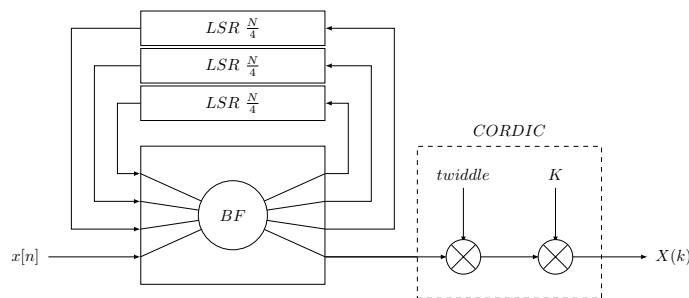 LSR N/4
LSR N/4
LSR N/4
CORDIC
twiddle K
BF
x[n] X(k)